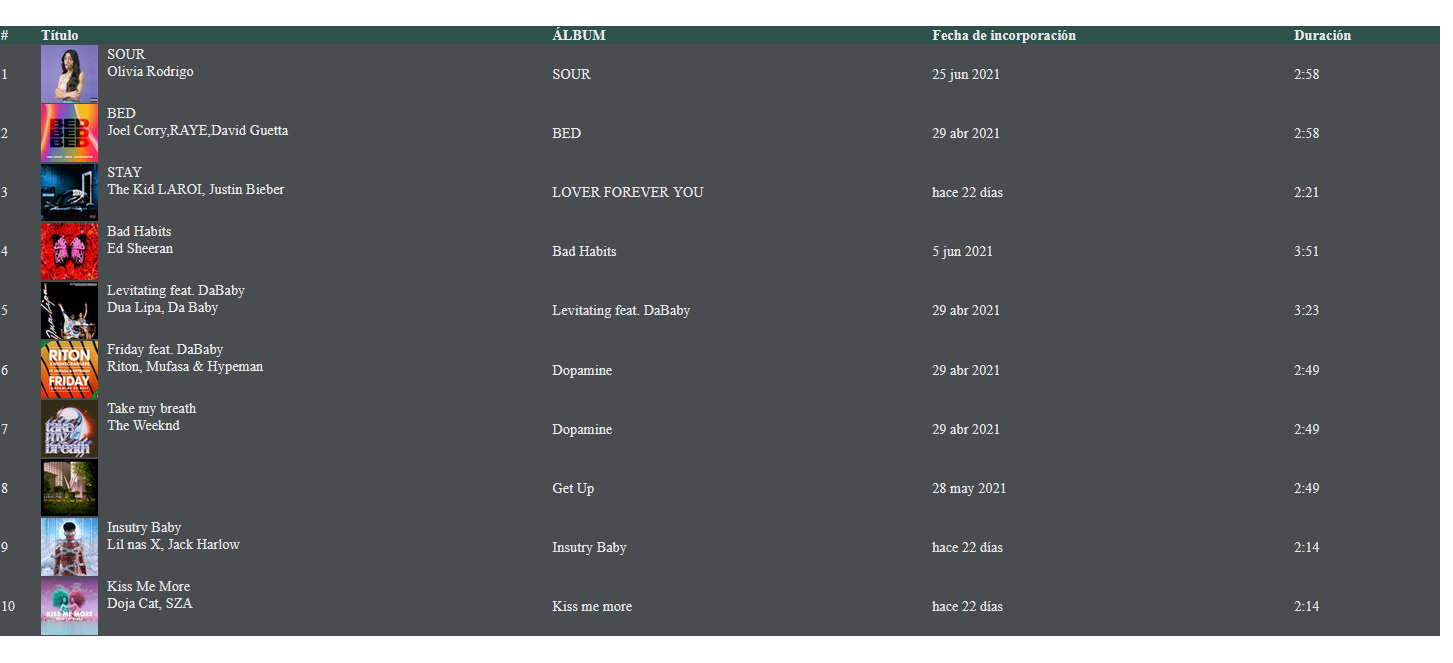 # Título ÁLBUM Fecha de incorporación Duración
SOUR
Olivia Rodrigo
1 SOUR 25 jun 2021 2:58
BED
BED
BED
BED
Joel Corry,RAYE,David Guetta
2 BED 29 abr 2021 2:58
STAY
The Kid LAROI, Justin Bieber
3 LOVER FOREVER YOU hace 22 días 2:21
Bad Habits
Ed Sheeran
4 Bad Habits 5 jun 2021 3:51
Dua Lipa
Levitating feat. DaBaby
Dua Lipa, Da Baby
5 Levitating feat. DaBaby 29 abr 2021 3:23
RITON
FRIDAY
Friday feat. DaBaby
Riton, Mufasa & Hypeman
6 Dopamine 29 abr 2021 2:49
take
my
breath
Take my breath
The Weeknd
7 Dopamine 29 abr 2021 2:49
8 Get Up 28 may 2021 2:49
Insutry Baby
Lil nas X, Jack Harlow
9 Insutry Baby hace 22 días 2:14
KISS ME MORE
Kiss Me More
Doja Cat, SZA
10 Kiss me more hace 22 días 2:14